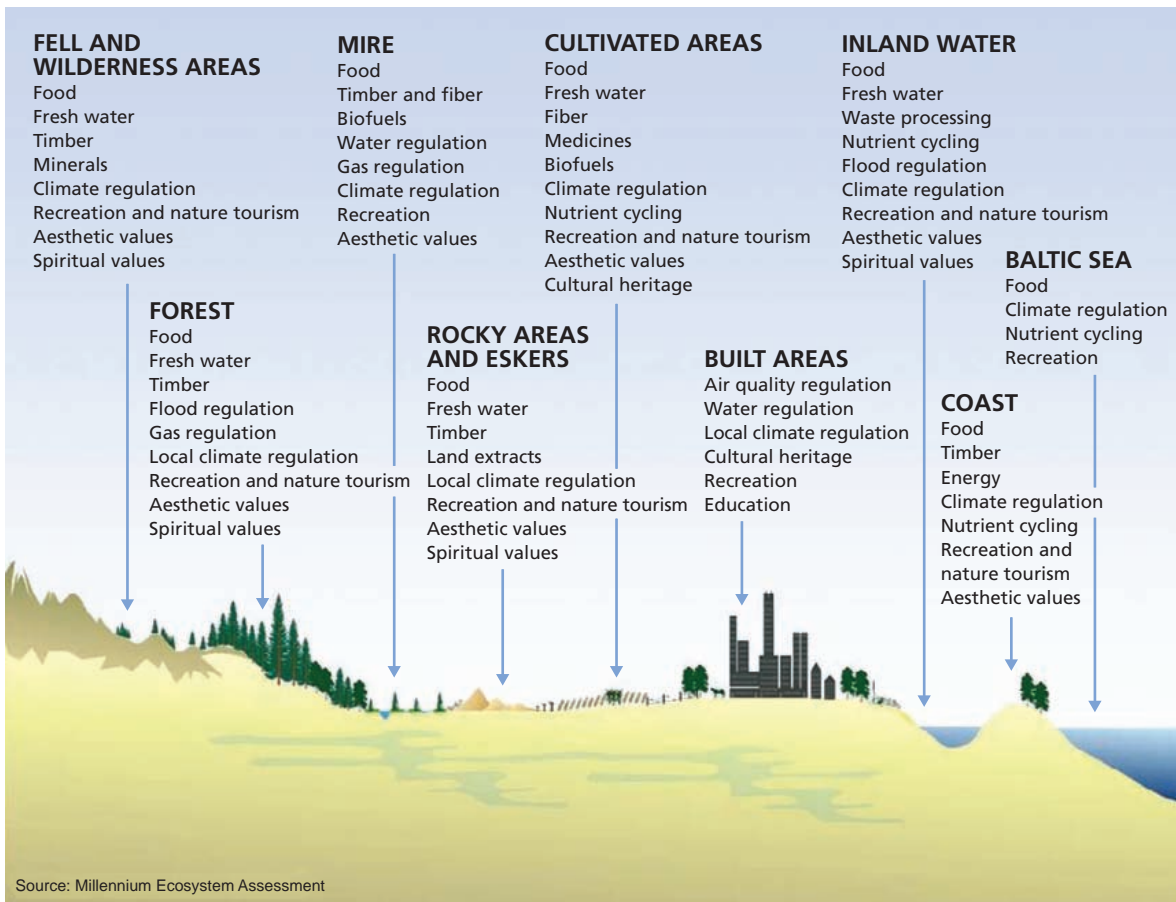 FELL AND
WILDERNESS AREAS
Food
Fresh water
Timber
Minerals
Climate regulation
Recreation and nature tourism
Aesthetic values
Spiritual values
MIRE
Food
Timber and fiber
Biofuels
Water regulation
Gas regulation
Climate regulation
Recreation
Aesthetic values
CULTIVATED AREAS
Food
Fresh water
Fiber
Medicines
Biofuels
Climate regulation
Nutrient cycling
Recreation and nature tourism
Aesthetic values
Cultural heritage
INLAND WATER
Food
Fresh water
Waste processing
Nutrient cycling
Flood regulation
Climate regulation
Recreation and nature tourism
Aesthetic values
Spiritual values
BALTIC SEA
Food
Climate regulation
Nutrient cycling
Recreation
FOREST
Food
Fresh water
Timber
Flood regulation
Gas regulation
Local climate regulation
Recreation and nature tourism
Aesthetic values
Spiritual values
ROCKY AREAS
AND ESKERS
Food
Fresh water
Timber
Land extracts
Local climate regulation
Recreation and nature tourism
Aesthetic values
Spiritual values
BUILT AREAS
Air quality regulation
Water regulation
Local climate regulation
Cultural heritage
Recreation
Education
COAST
Food
Timber
Energy
Climate regulation
Nutrient cycling
Recreation and
nature tourism
Aesthetic values
Source: Millennium Ecosystem Assessment